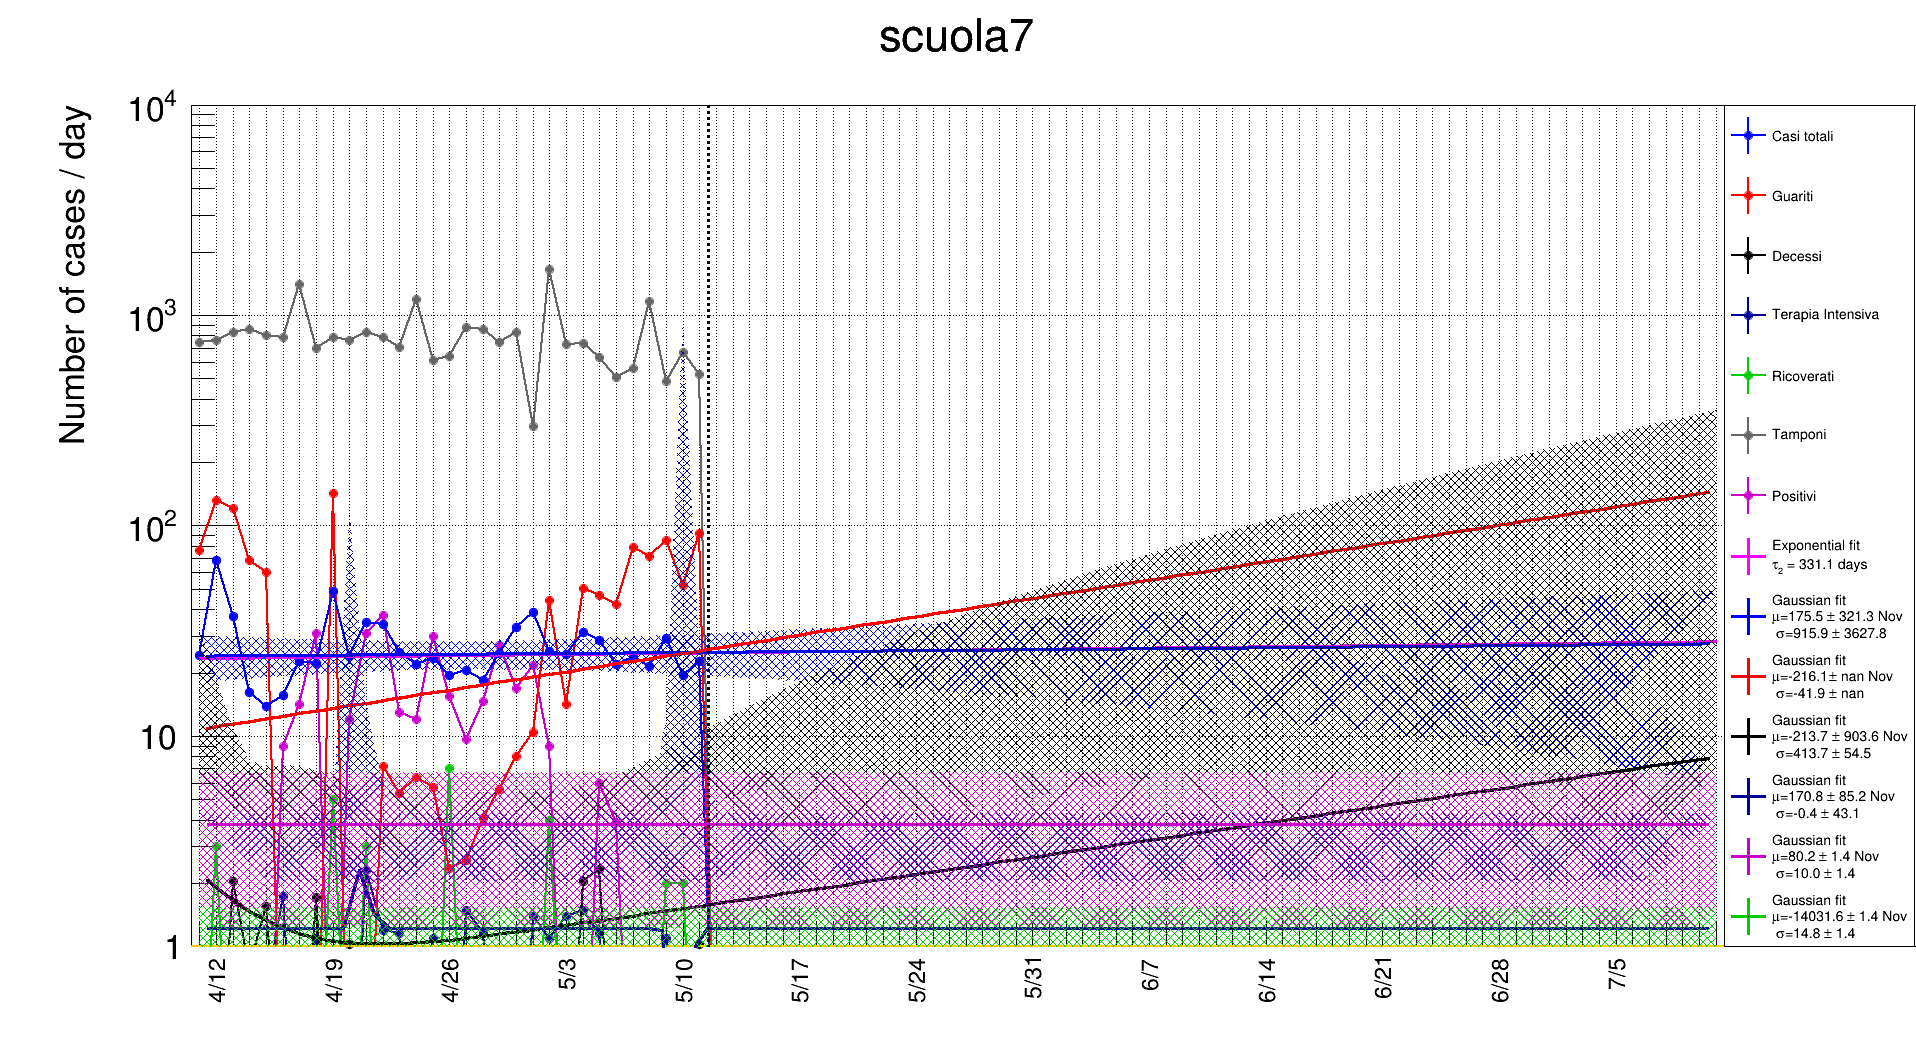 scuola7
Number of cases / day
10^4
10^3
10^2
10
1
4/12
4/19
4/26
5/3
5/10
5/17
5/24
5/31
6/7
6/14
6/21
6/28
7/5
Casi totali
Guariti
Decessi
Terapia Intensiva
Ricoverati
Tamponi
Positivi
Exponential fit
τ₂ = 331.1 days
Gaussian fit
μ=175.5 ± 321.3 Nov
σ=915.9 ± 3627.8
Gaussian fit
μ=-216.1 ± nan Nov
σ=-41.9 ± nan
Gaussian fit
μ=-213.7 ± 903.6 Nov
σ=413.7 ± 54.5
Gaussian fit
μ=170.8 ± 85.2 Nov
σ=-0.4 ± 43.1
Gaussian fit
μ=80.2 ± 1.4 Nov
σ=10.0 ± 1.4
Gaussian fit
μ=-14031.6 ± 1.4 Nov
σ=14.8 ± 1.4